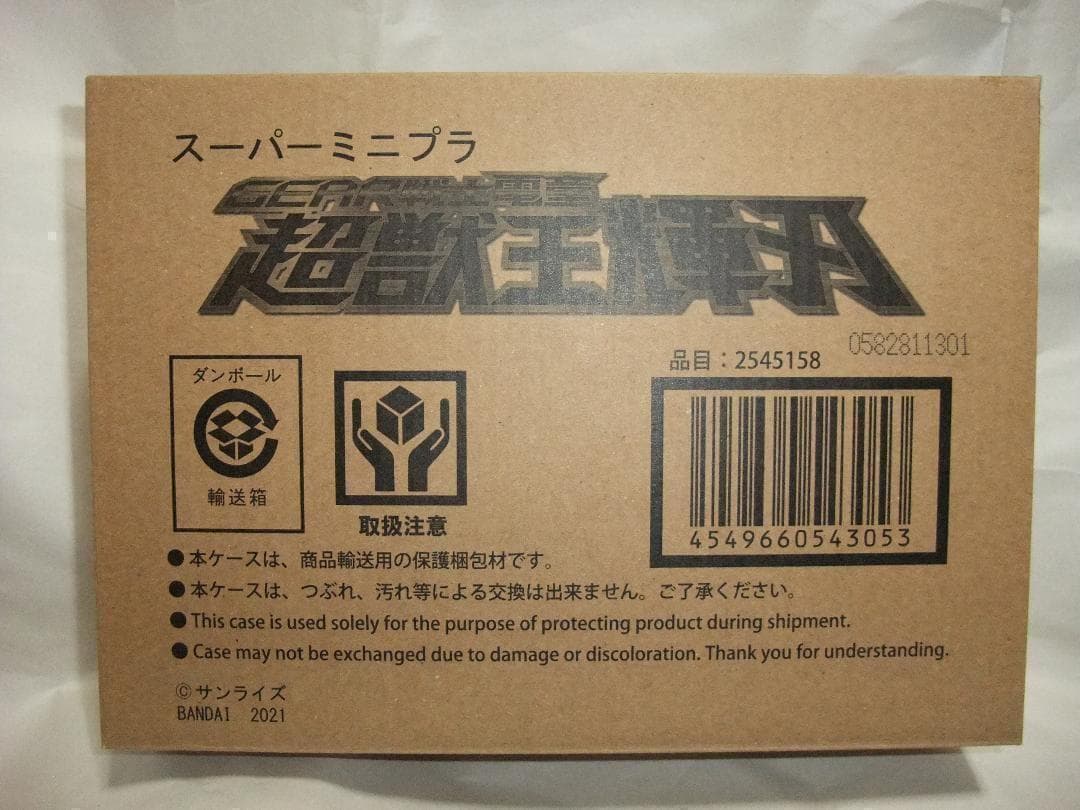 スーパーミニプラ
GEAR戦士電童
超獣王輝刃
0582811301
品目:2545158
ダンボール
輸送箱
取扱注意
4549660543053
●本ケースは、商品輸送用の保護梱包材です。
●本ケースは、つぶれ、汚れ等による交換は出来ません。ご了承ください。
●This case is used solely for the purpose of protecting product during shipment.
●Case may not be exchanged due to damage or discoloration. Thank you for understanding.
©サンライズ
BANDAI 2021